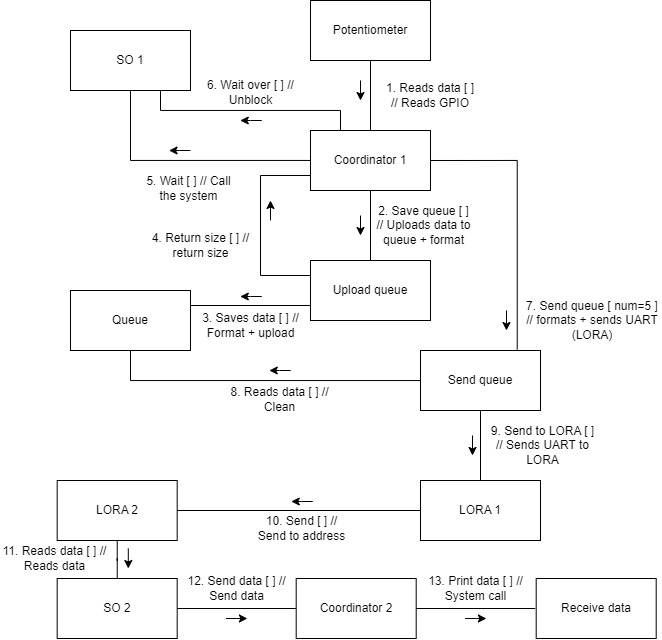 Potentiometer
SO 1
6. Wait over [ ] //
Unblock
1. Reads data [ ]
// Reads GPIO
Coordinator 1
5. Wait [ ] // Call
the system
2. Save queue [ ]
// Uploads data to
queue + format
4. Return size [ ] //
return size
Upload queue
Queue
3. Saves data [ ] //
Format + upload
7. Send queue [ num=5 ]
// formats + sends UART
(LORA)
Send queue
8. Reads data [ ] //
Clean
9. Send to LORA [ ]
// Sends UART to
LORA
LORA 2
LORA 1
10. Send [ ] //
Send to address
11. Reads data [ ] //
Reads data
12. Send data [ ] //
Send data
13. Print data [ ] //
System call
SO 2
Coordinator 2
Receive data